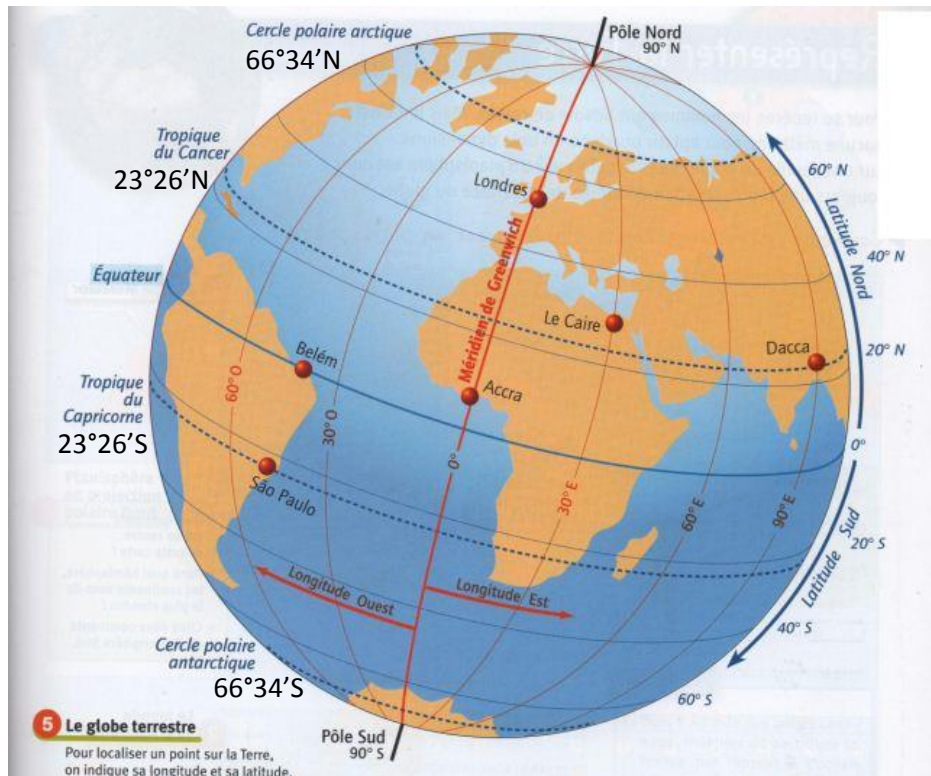 Cercle polaire arctique
66°34'N
Pôle Nord
90° N
Représenter
Tropique
du Cancer
23°26'N
60° N
Londres
Latitude Nord
40° N
Méridien de Greenwich
Équateur
Le Caire
Dacca
20° N
Belém
Tropique
du
Capricorne
23°26'S
60° O
30° O
Accra
0°
0°
30° E
60° E
90° E
São Paulo
Latitude Sud
20° S
Longitude Ouest
Longitude Est
40° S
Cercle polaire
antarctique
66°34'S
60° S
5 Le globe terrestre
Pôle Sud
90° S
Pour localiser un point sur la Terre,
on indique sa longitude et sa latitude.